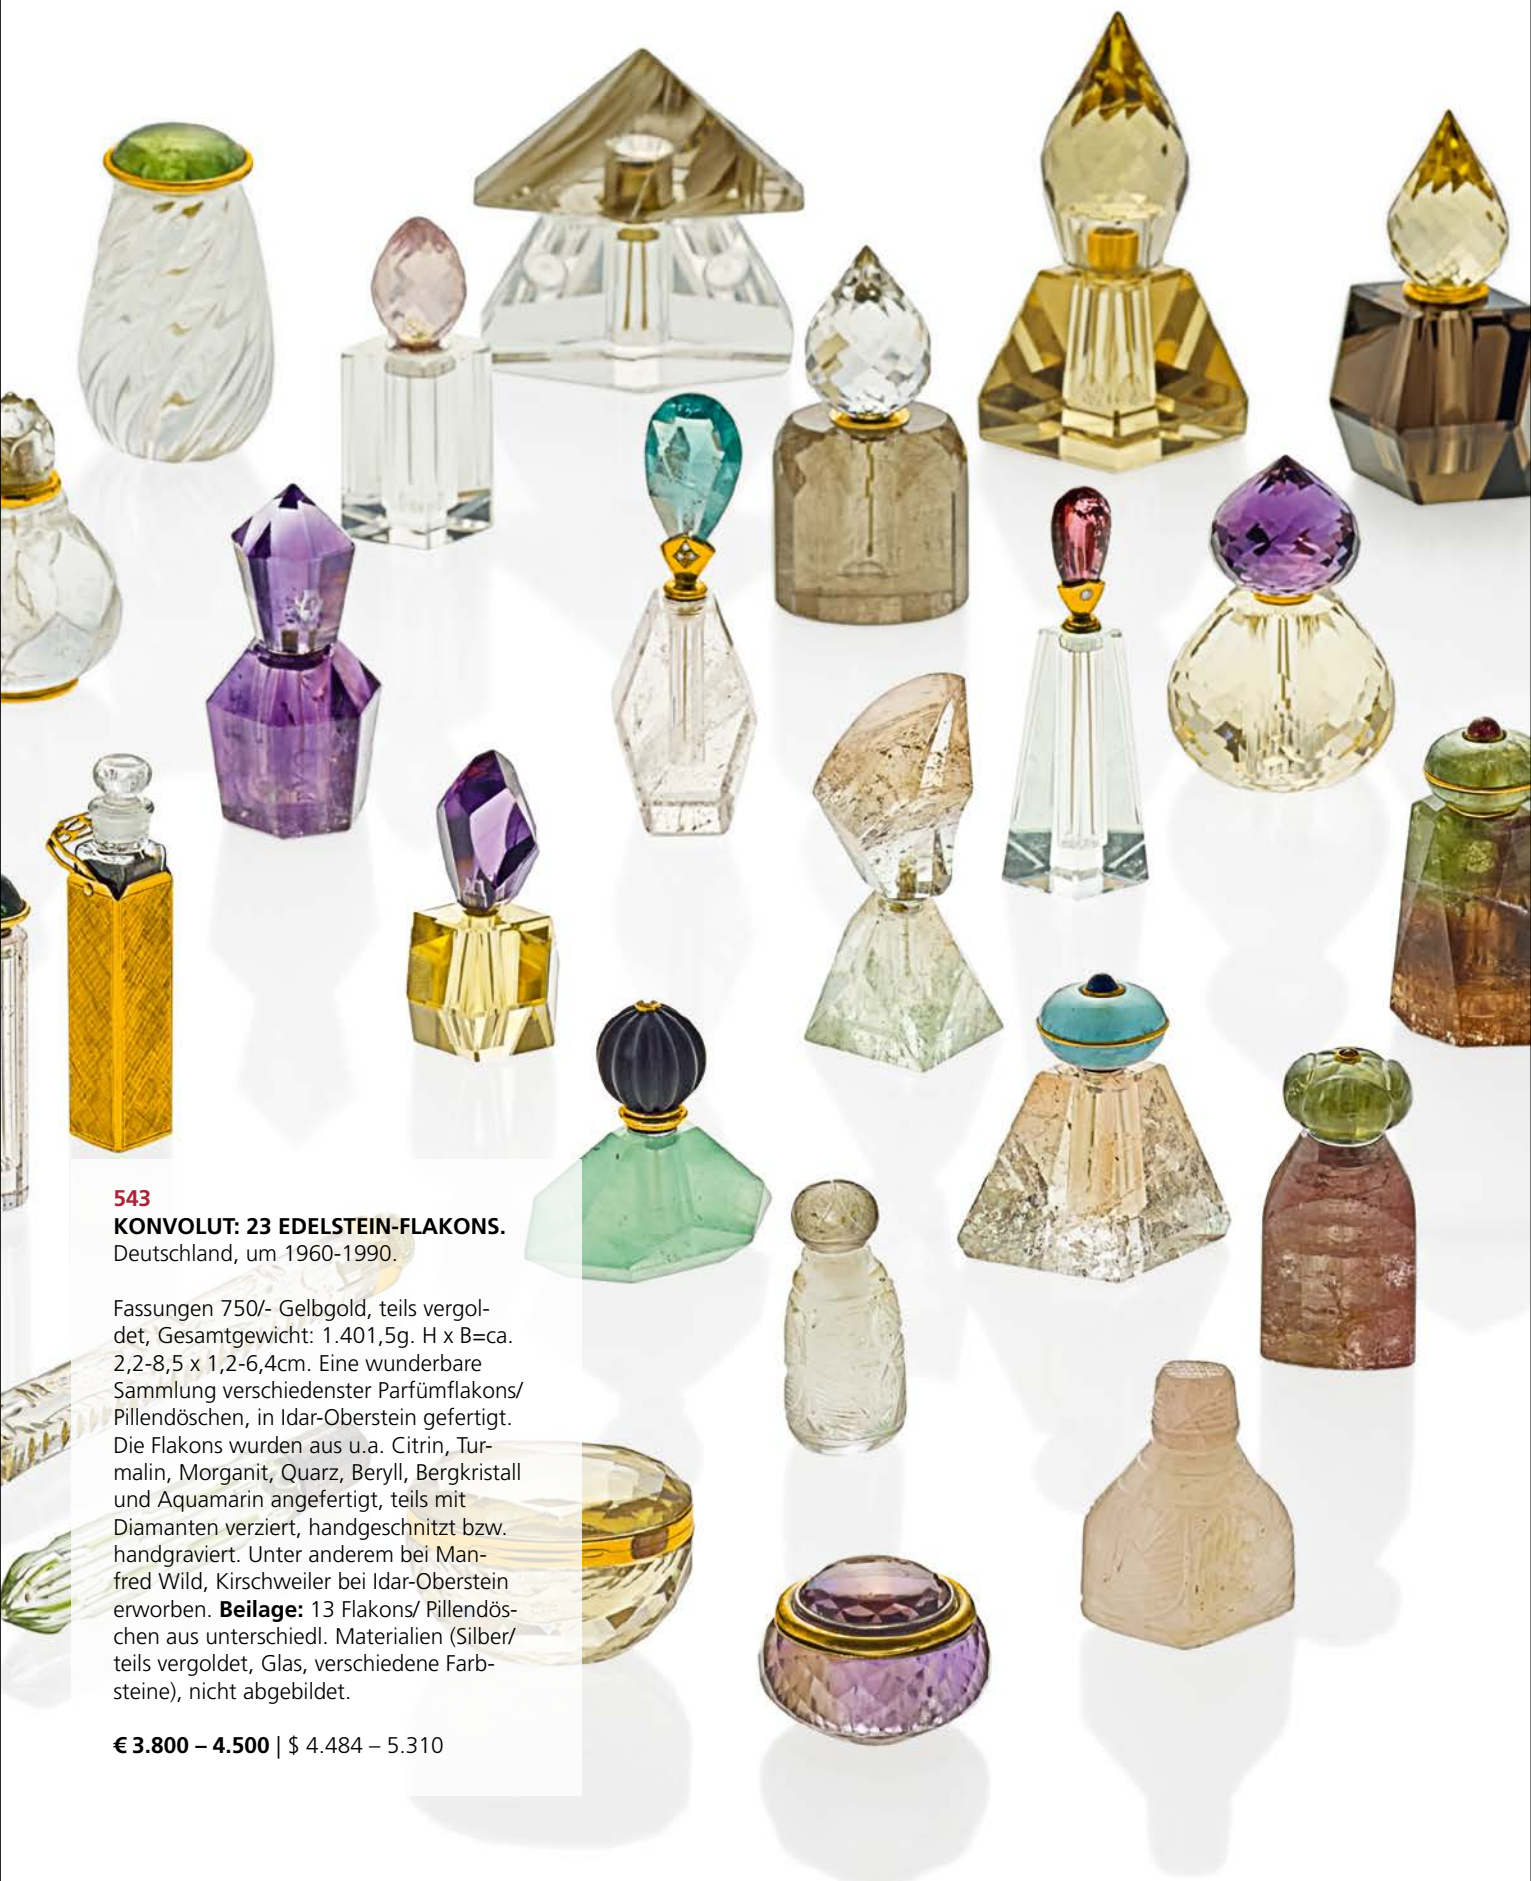 543
KONVOLUT: 23 EDELSTEIN-FLAKONS.
Deutschland, um 1960-1990.
Fassungen 750/- Gelbgold, teils vergol-
det, Gesamtgewicht: 1.401,5g. H x B=ca.
2,2-8,5 x 1,2-6,4cm. Eine wunderbare
Sammlung verschiedenster Parfümflakons/
Pillendöschen, in Idar-Oberstein gefertigt.
Die Flakons wurden aus u.a. Citrin, Tur-
malin, Morganit, Quarz, Beryll, Bergkristall
und Aquamarin angefertigt, teils mit
Diamanten verziert, handgeschnitzt bzw.
handgraviert. Unter anderem bei Man-
fred Wild, Kirschweiler bei Idar-Oberstein
erworben. Beilage: 13 Flakons/ Pillendös-
chen aus unterschiedl. Materialien (Silber/
teils vergoldet, Glas, verschiedene Farb-
steine), nicht abgebildet.
€ 3.800 – 4.500 | $ 4.484 – 5.310